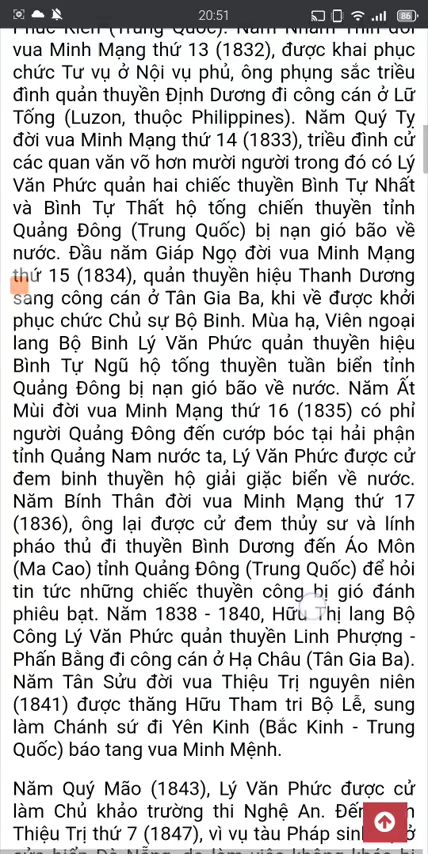 20:51
86
vua Minh Mạng thứ 13 (1832), được khai phục
chức Tư vụ ở Nội vụ phủ, ông phụng sắc triều
đình quản thuyền Định Dương đi công cán ở Lữ
Tống (Luzon, thuộc Philippines). Năm Quý Tỵ
đời vua Minh Mạng thứ 14 (1833), triều đình cử
các quan văn võ hơn mười người trong đó có Lý
Văn Phức quản hai chiếc thuyền Bình Tự Nhất
và Bình Tự Thất hộ tống chiến thuyền tỉnh
Quảng Đông (Trung Quốc) bị nạn gió bão về
nước. Đầu năm Giáp Ngọ đời vua Minh Mạng
thứ 15 (1834), quản thuyền hiệu Thanh Dương
sang công cán ở Tân Gia Ba, khi về được khởi
phục chức Chủ sự Bộ Binh. Mùa hạ, Viên ngoại
lang Bộ Binh Lý Văn Phức quản thuyền hiệu
Bình Tự Ngũ hộ tống thuyền tuần biển tỉnh
Quảng Đông bị nạn gió bão về nước. Năm Ất
Mùi đời vua Minh Mạng thứ 16 (1835) có phỉ
người Quảng Đông đến cướp bóc tại hải phận
tỉnh Quảng Nam nước ta, Lý Văn Phức được cử
đem binh thuyền hộ giải giặc biển về nước.
Năm Bính Thân đời vua Minh Mạng thứ 17
(1836), ông lại được cử đem thủy sư và lính
pháo thủ đi thuyền Bình Dương đến Áo Môn
(Ma Cao) tỉnh Quảng Đông (Trung Quốc) để hỏi
tin tức những chiếc thuyền công bị gió đánh
phiêu bạt. Năm 1838 - 1840, Hữu Thị lang Bộ
Công Lý Văn Phức quản thuyền Linh Phượng -
Phấn Bằng đi công cán ở Hạ Châu (Tân Gia Ba).
Năm Tân Sửu đời vua Thiệu Trị nguyên niên
(1841) được thăng Hữu Tham tri Bộ Lễ, sung
làm Chánh sứ đi Yên Kinh (Bắc Kinh - Trung
Quốc) báo tang vua Minh Mệnh.
Năm Quý Mão (1843), Lý Văn Phức được cử
làm Chủ khảo trường thi Nghệ An.
Thiệu Trị thứ 7 (1847), vì vụ tàu Pháp